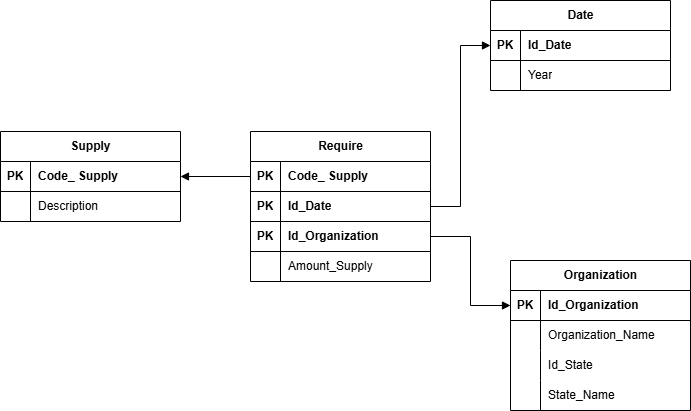 Date
PK Id_Date
Year
Supply
PK Code_ Supply
Description
Require
PK Code_ Supply
PK Id_Date
PK Id_Organization
Amount_Supply
Organization
PK Id_Organization
Organization_Name
Id_State
State_Name